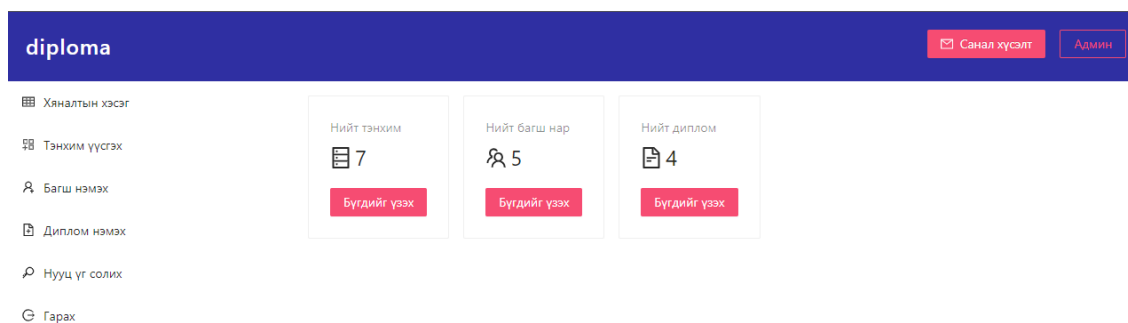 diploma
Санал хүсэлт
Админ
Хяналтын хэсэг
Тэнхим үүсгэх
Багш нэмэх
Диплом нэмэх
Нууц үг солих
Гарах
Нийт тэнхим
7
Бүгдийг үзэх
Нийт багш нар
5
Бүгдийг үзэх
Нийт диплом
4
Бүгдийг үзэх